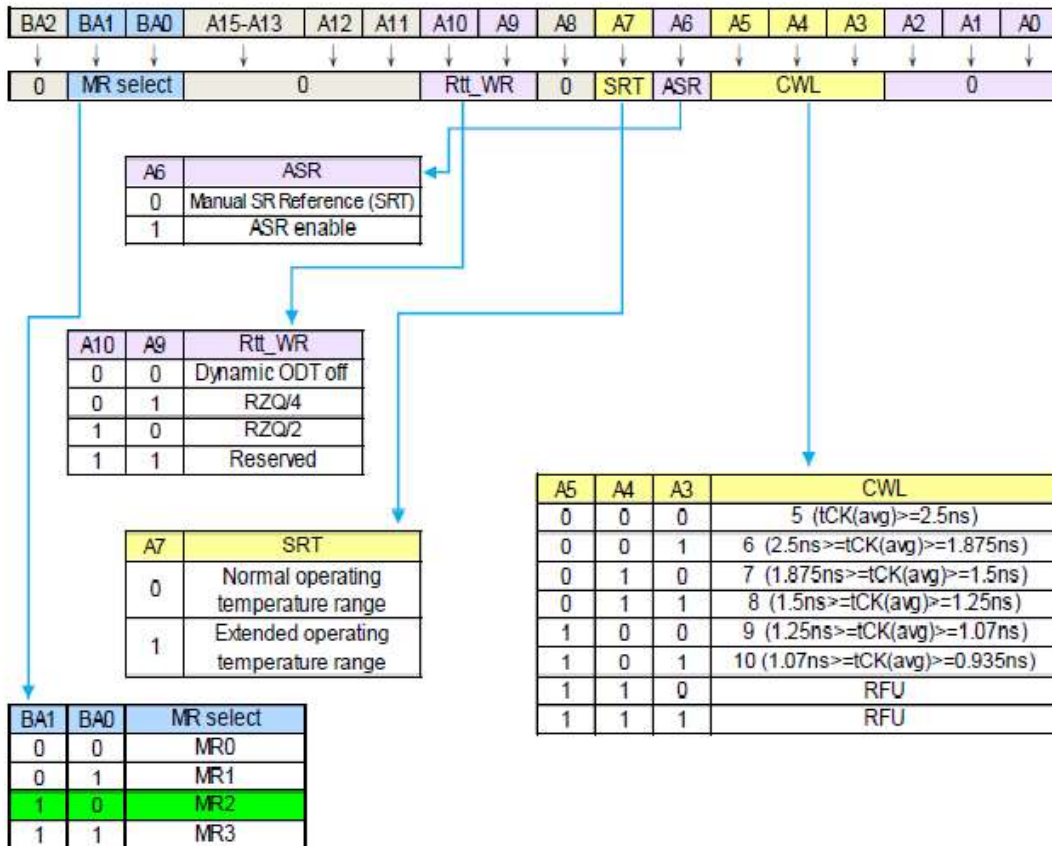 BA2 BA1 BA0 A15-A13 A12 A11 A10 A9 A8 A7 A6 A5 A4 A3 A2 A1 A0
0 MR select 0 Rtt_WR 0 SRT ASR CWL 0
A6 ASR
0 Manual SR Reference (SRT)
1 ASR enable
A10 A9 Rtt_WR
0 0 Dynamic ODT off
0 1 RZQ/4
1 0 RZQ/2
1 1 Reserved
A7 SRT
0 Normal operating
temperature range
1 Extended operating
temperature range
A5 A4 A3 CWL
0 0 0 5 (tCK(avg)>=2.5ns)
0 0 1 6 (2.5ns>=tCK(avg)>=1.875ns)
0 1 0 7 (1.875ns>=tCK(avg)>=1.5ns)
0 1 1 8 (1.5ns>=tCK(avg)>=1.25ns)
1 0 0 9 (1.25ns>=tCK(avg)>=1.07ns)
1 0 1 10 (1.07ns>=tCK(avg)>=0.935ns)
1 1 0 RFU
1 1 1 RFU
BA1 BA0 MR select
0 0 MR0
0 1 MR1
1 0 MR2
1 1 MR3